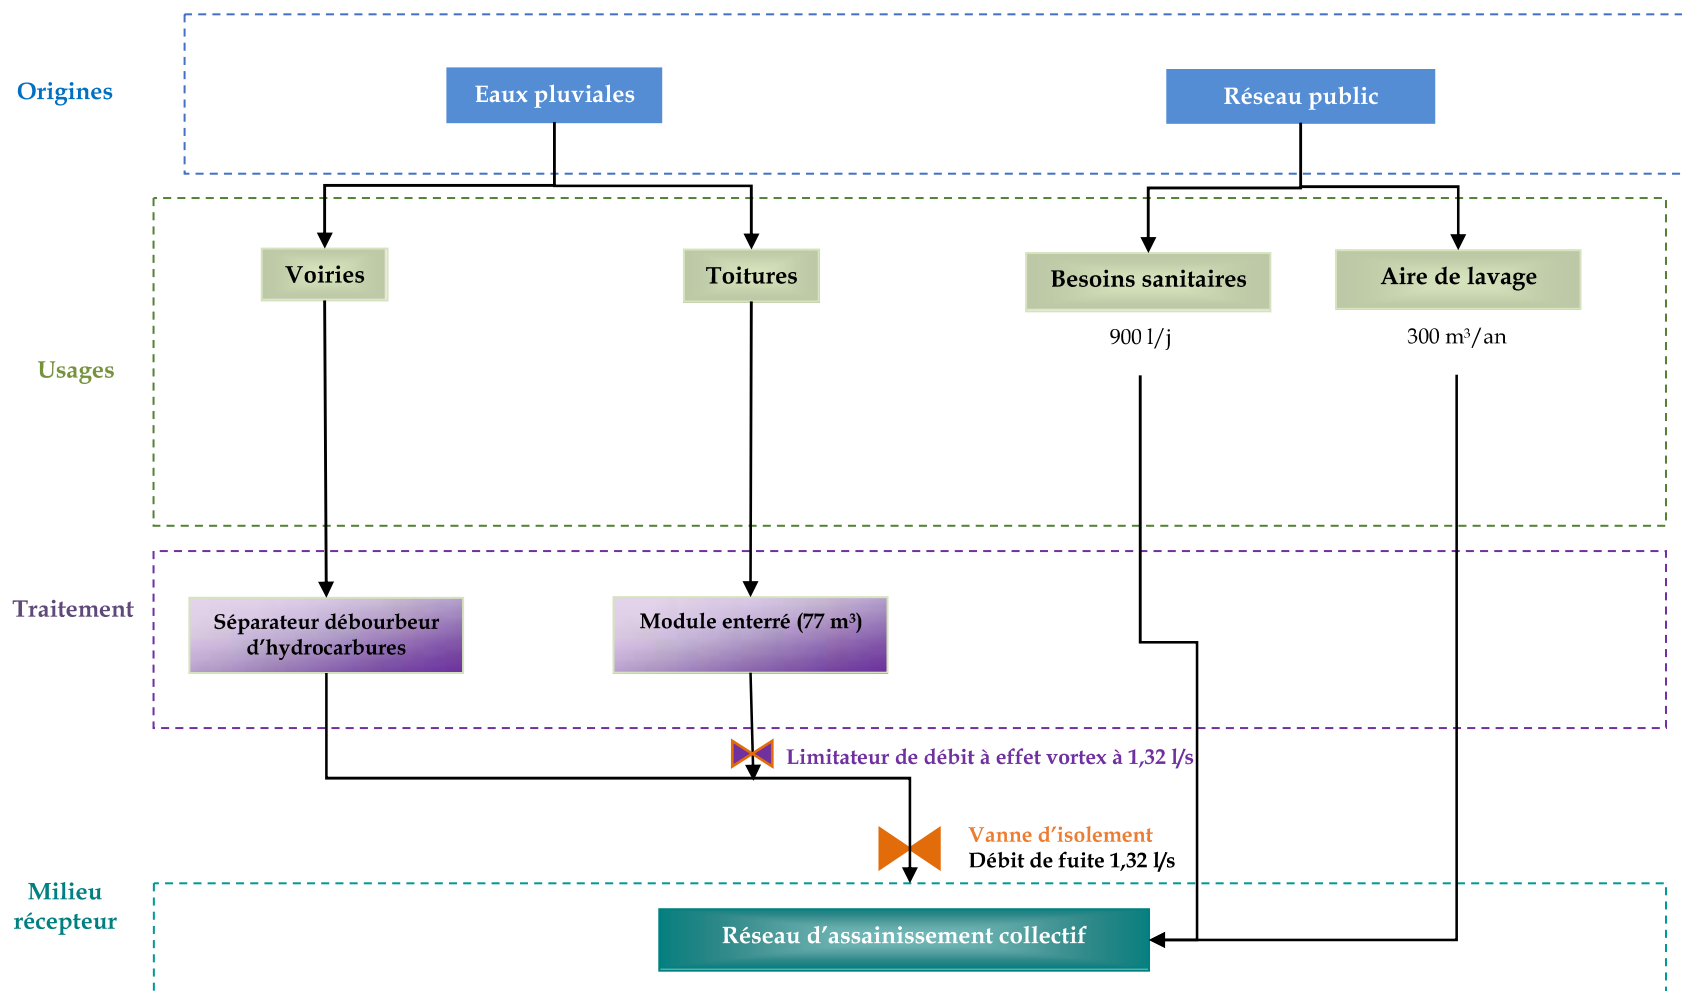 Origines
Eaux pluviales
Réseau public
Voiries
Toitures
Besoins sanitaires
Aire de lavage
900 l/j
300 m³/an
Usages
Traitement
Séparateur débourbeur
d’hydrocarbures
Module enterré (77 m³)
Limitateur de débit à effet vortex à 1,32 l/s
Vanne d’isolement
Débit de fuite 1,32 l/s
Milieu
récepteur
Réseau d’assainissement collectif